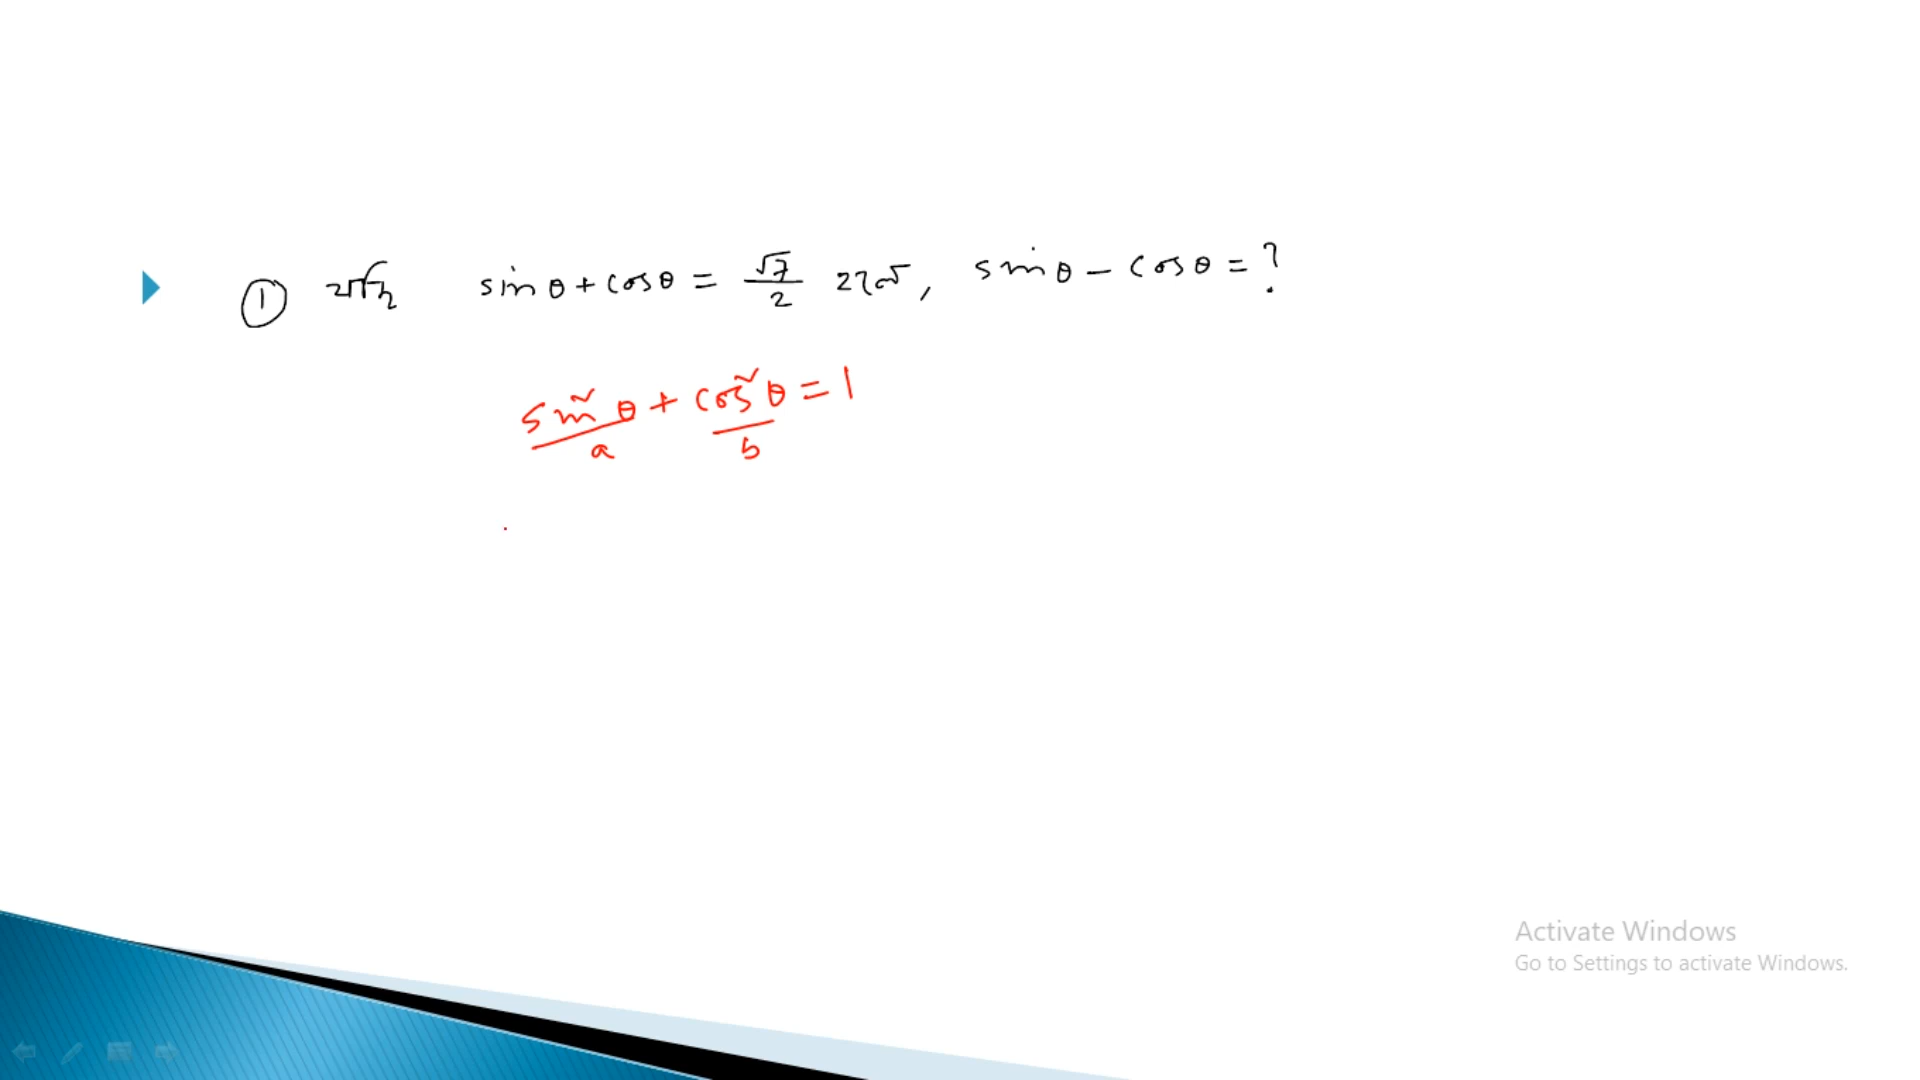 ① যদি sinθ + cosθ = √7/2 হলে, sinθ − cosθ = ?
sin²θ + cos²θ = 1
a b
Activate Windows
Go to Settings to activate Windows.